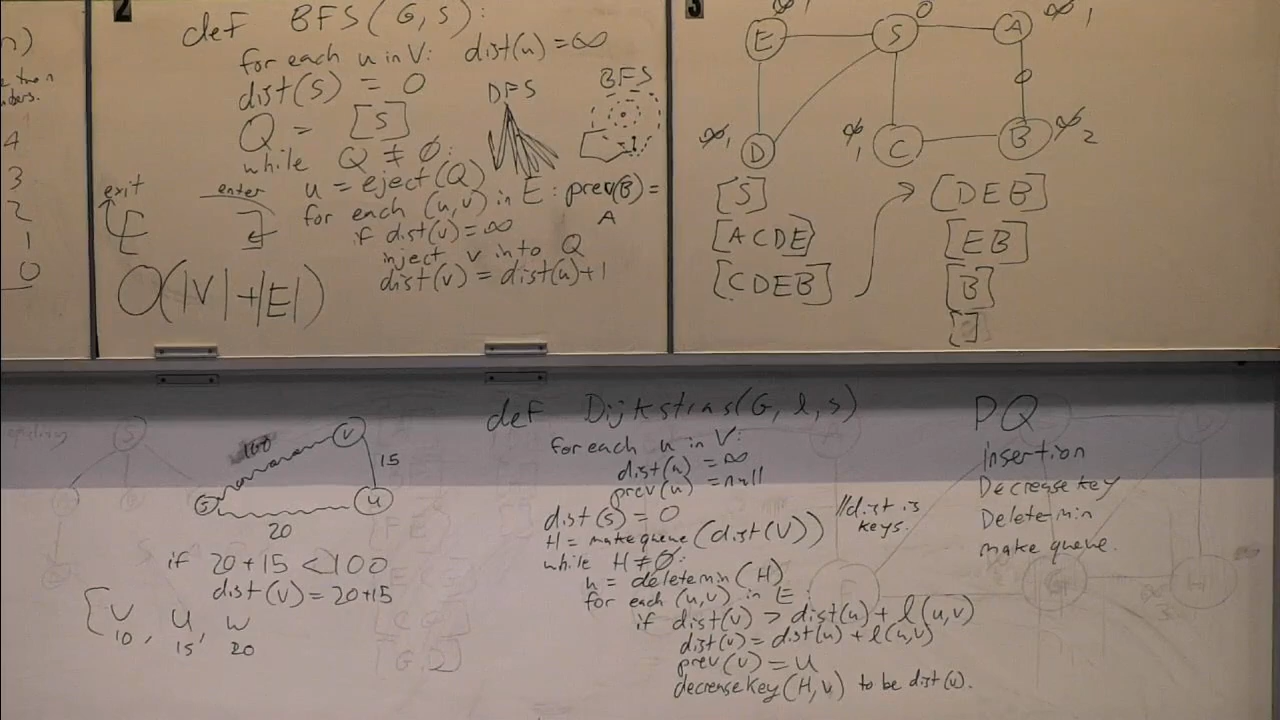 2
def BFS(G,S):
for each u in V: dist(u) = ∞
dist(S) = 0
Q = [S]
while Q ≠ ∅:
u = eject(Q)
for each (u,v) in E:
if dist(v) = ∞
inject v into Q
dist(v) = dist(u)+1
prev(B) =
A
DFS
BFS
exit
enter
O(|V|+|E|)
4
3
2
1
0
3
E
S
0
A
∞ 1
D
∞ 1
C
∞
1
B
∞ 2
[S]
[ACDE]
[CDEB]
[DEB]
[EB]
[B]
[ ]
S
100
V
15
U
20
if 20+15 < 100
dist(v) = 20+15
[V, U, W
10 15 20
def Dijkstras(G, l, s)
for each u in V:
dist(u) = ∞
prev(u) = null
dist(s) = 0
H = makequeue(dist(V)) //dist is
keys.
while H ≠ ∅:
u = deletemin(H)
for each (u,v) in E:
if dist(v) > dist(u) + l(u,v)
dist(v) = dist(u) + l(u,v)
prev(v) = u
decreaseKey(H,v) to be dist(v).
PQ
insertion
Decreasekey
Deletemin
make queue.